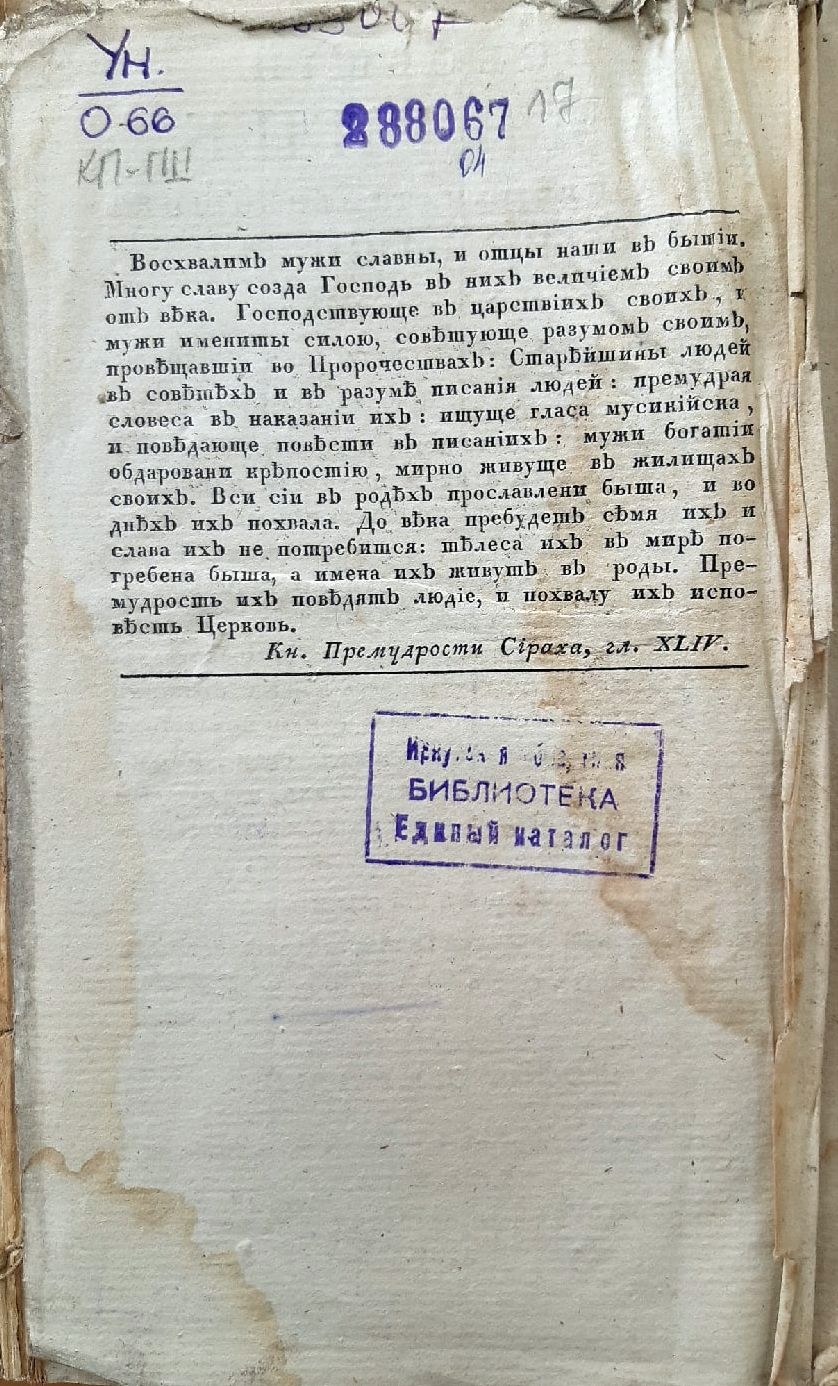 Ун.
О-66
КП-ГІІІ
288067 17
04
Восхвалимъ мужи славны, и отцы наши въ бытіи.
Многу славу созда Господь въ нихъ величіемъ своимъ
отъ вѣка. Господствующе въ царствіихъ своихъ, и
мужи имениты силою, совѣтующе разумомъ своимъ,
провѣщавшіи во Пророчествахъ: Старѣйшины людей
въ совѣтѣхъ и въ разумѣ писанія людей: премудрая
словеса въ наказаніи ихъ: ищуще гласа мусикійска,
и повѣдающе повѣсти въ писаніихъ: мужи богатіи
обдаровани крѣпостію, мирно живуще въ жилищахъ
своихъ. Вси сіи въ родѣхъ прославлени быша, и во
днѣхъ ихъ похвала. До вѣка пребудетъ сѣмя ихъ и
слава ихъ не потребится: тѣлеса ихъ въ мирѣ по-
гребена быша, а имена ихъ живутъ въ роды. Пре-
мудрость ихъ повѣдятъ людіе, и похвалу ихъ испо-
вѣсть Церковь.
Кн. Премудрости Сіраха, гл. XLIV.
БИБЛИОТЕКА
Единый каталог